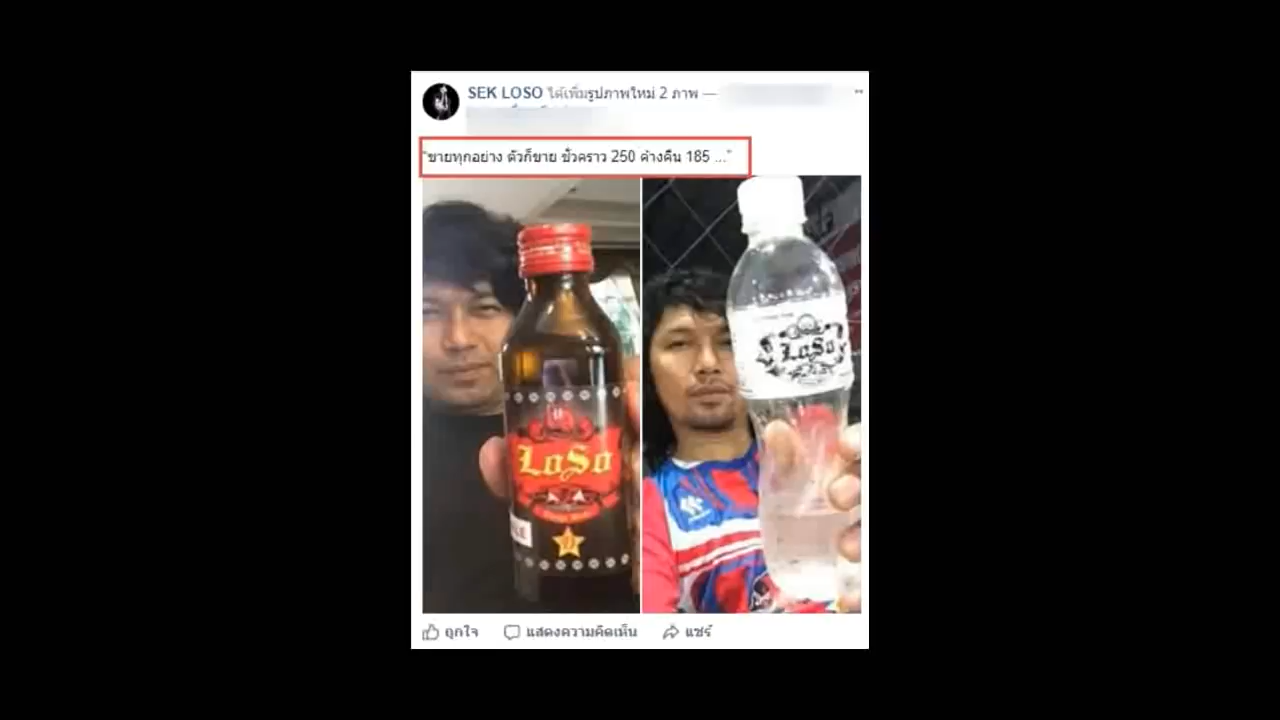 SEK LOSO ได้เพิ่มรูปภาพใหม่ 2 ภาพ —
"ขายทุกอย่าง ตัวก็ขาย ชั่วคราว 250 ค้างคืน 185 ..."
LoSo
LoSo
ถูกใจ แสดงความคิดเห็น แชร์